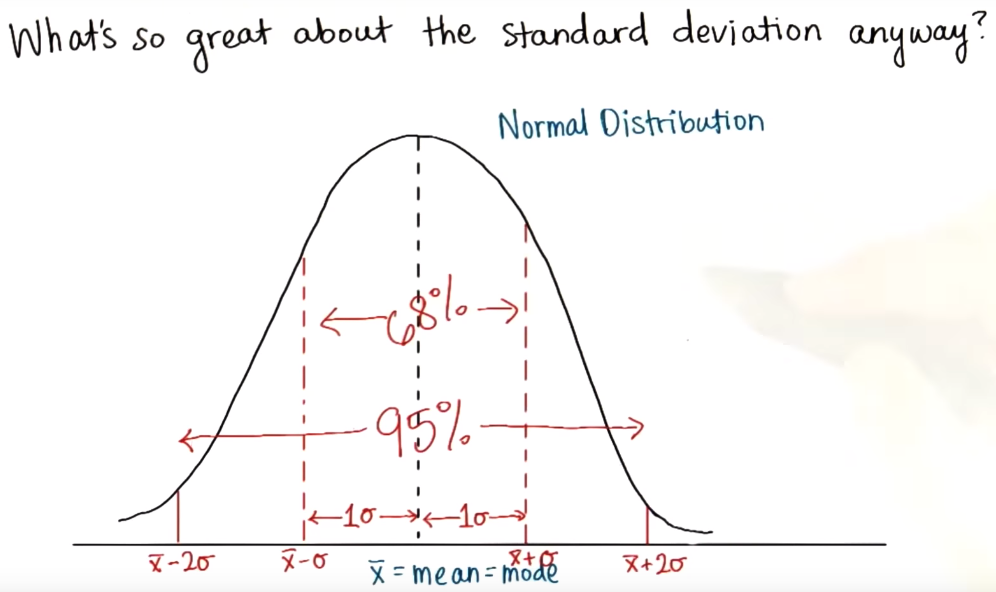 What's so great about the standard deviation anyway?
Normal Distribution
68%
95%
1σ 1σ
x̄-2σ x̄-σ x̄+σ x̄+2σ
x̄ = mean = mode